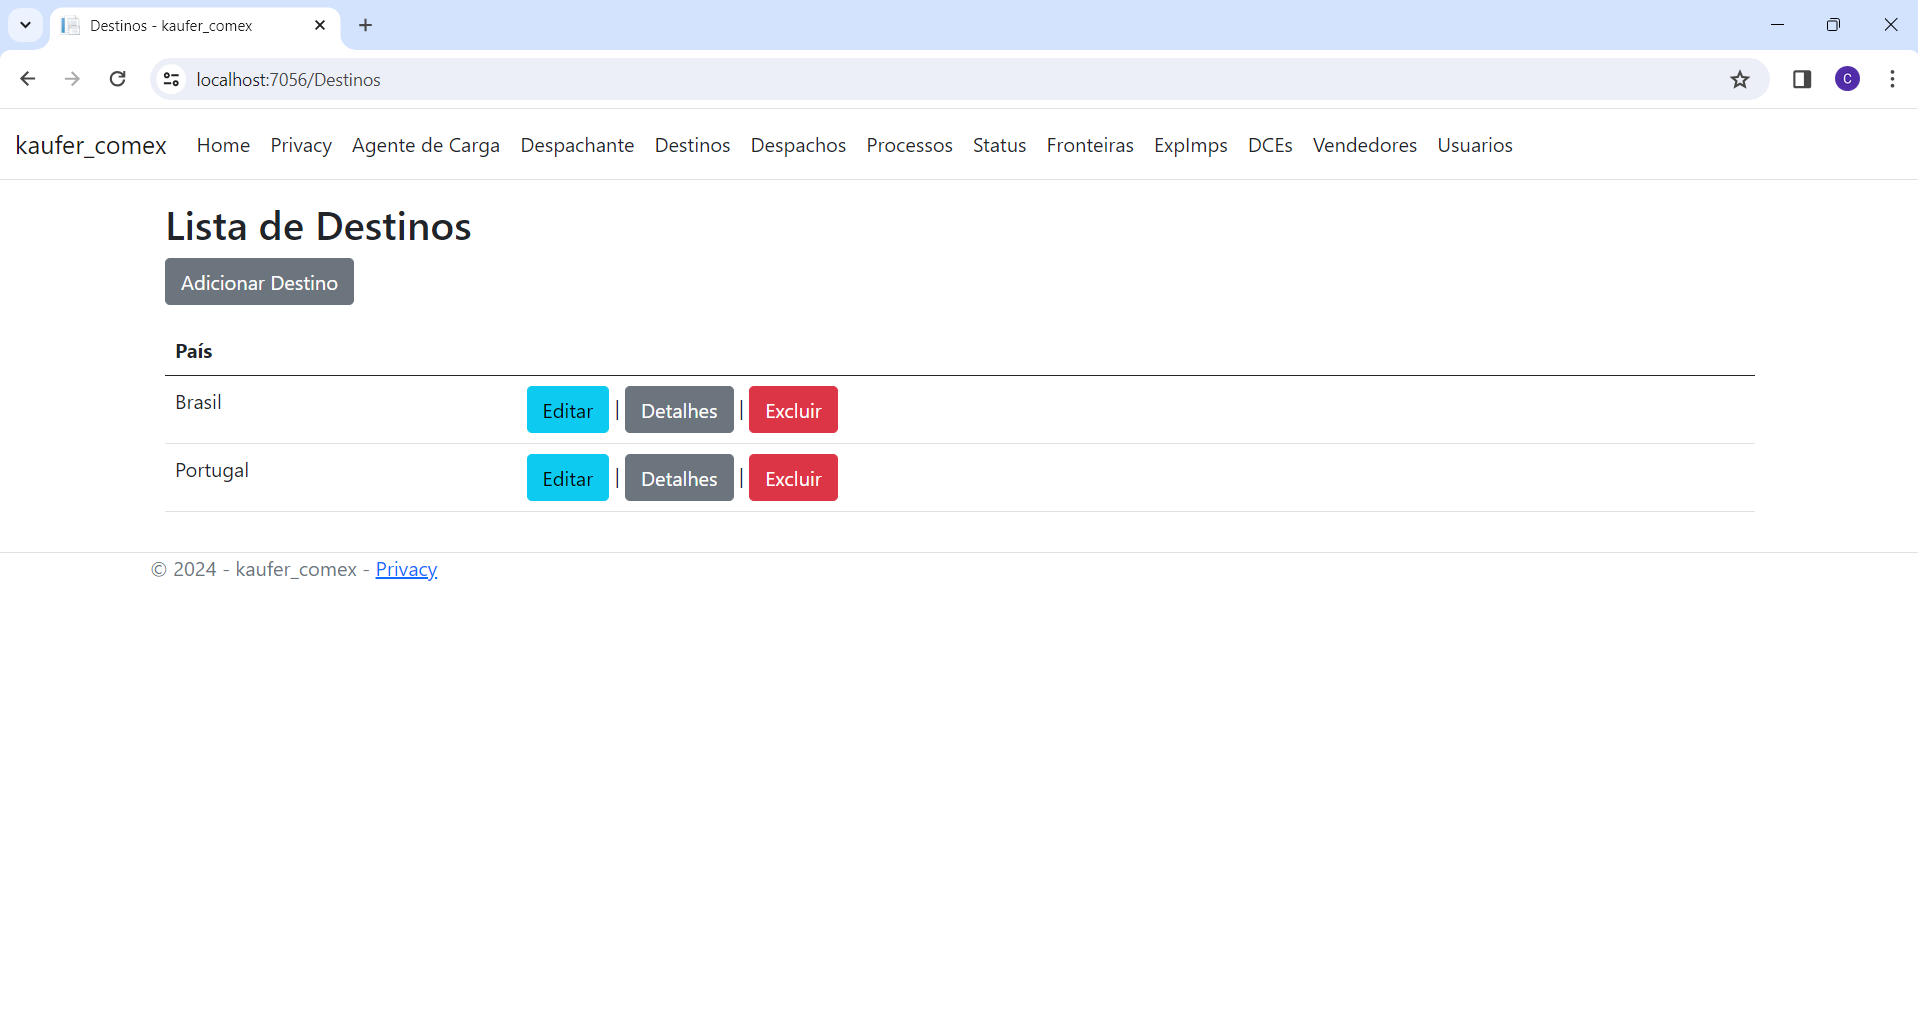 Destinos - kaufer_comex
localhost:7056/Destinos
C
kaufer_comex Home Privacy Agente de Carga Despachante Destinos Despachos Processos Status Fronteiras ExpImps DCEs Vendedores Usuarios
Lista de Destinos
Adicionar Destino
País
Brasil Editar | Detalhes | Excluir
Portugal Editar | Detalhes | Excluir
© 2024 - kaufer_comex - Privacy